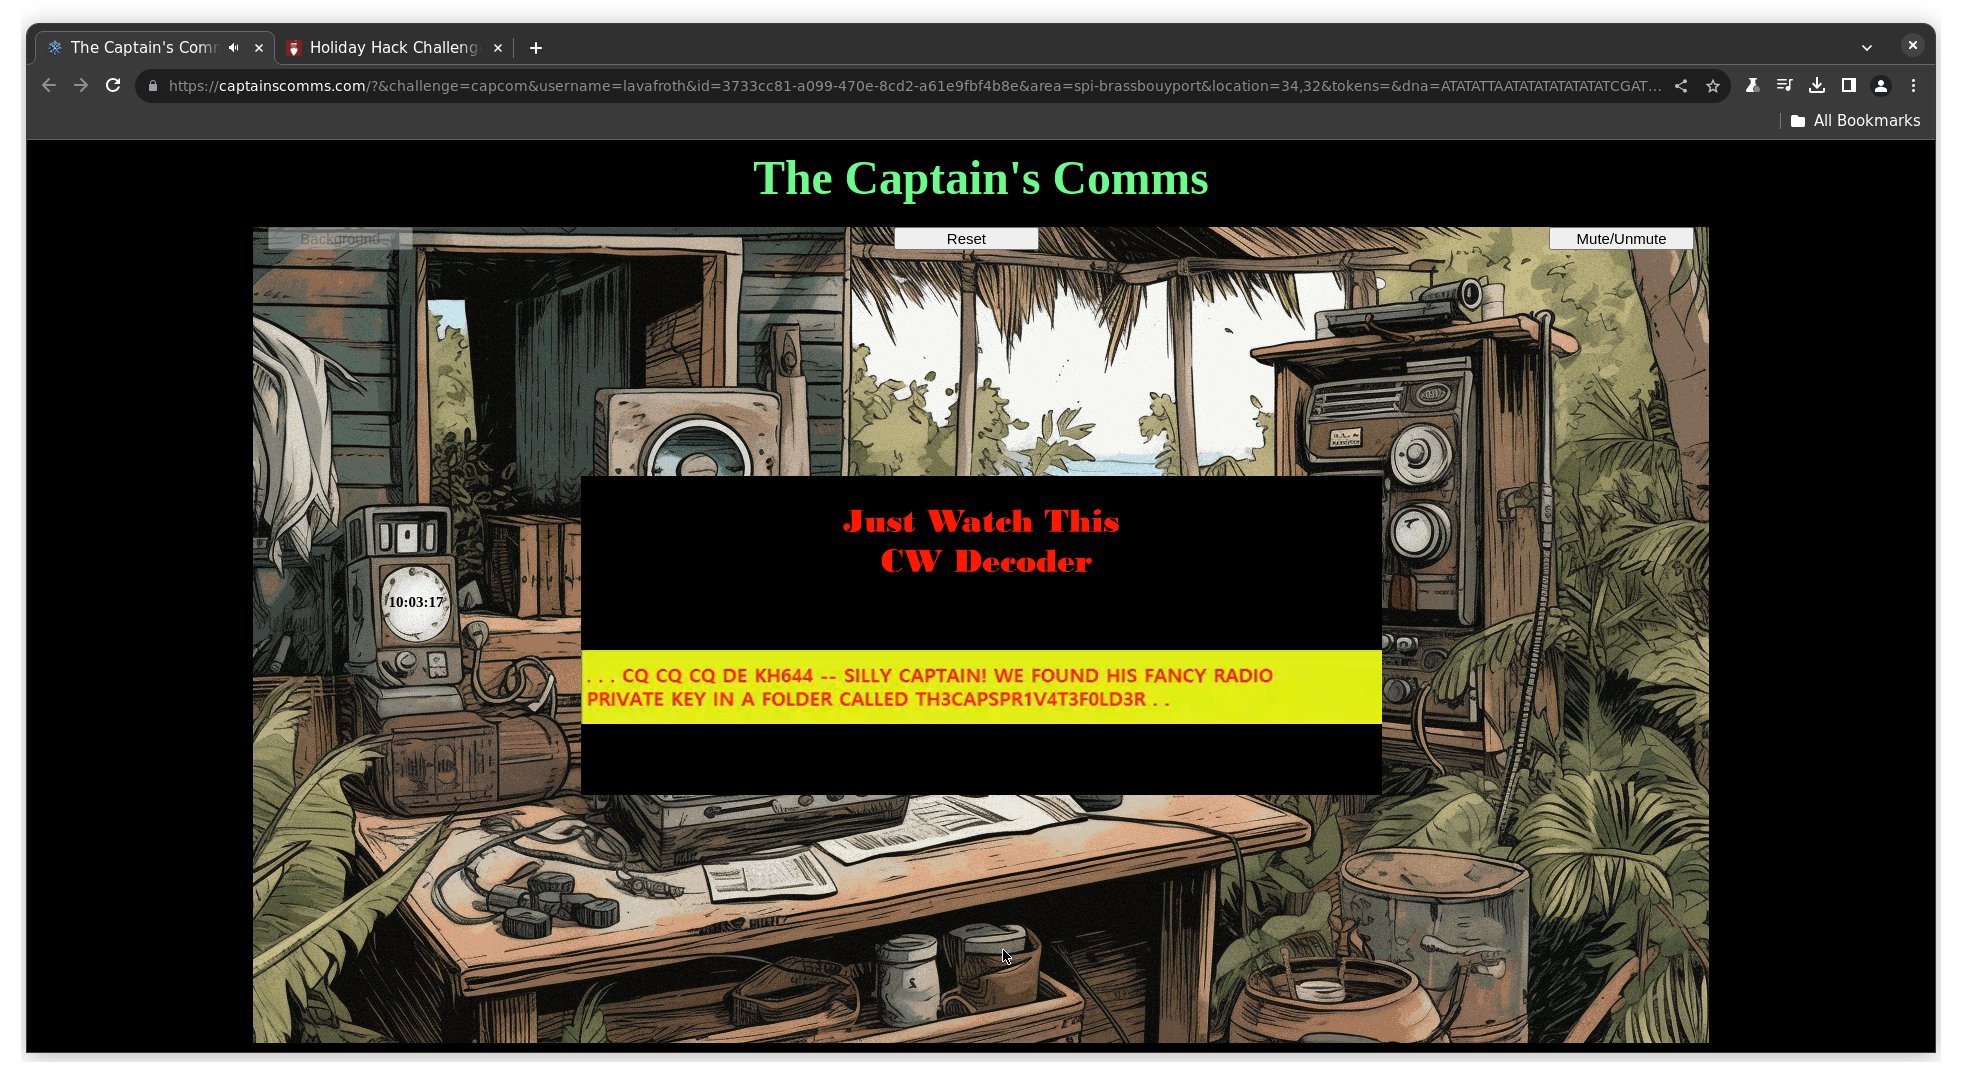 The Captain's Com
Holiday Hack Challeng
https://captainscomms.com/?&challenge=capcom&username=lavafroth&id=3733cc81-a099-470e-8cd2-a61e9fbf4b8e&area=spi-brassbouyport&location=34,32&tokens=&dna=ATATATTAATATATATATATATCGAT...
All Bookmarks
The Captain's Comms
Background
Reset
Mute/Unmute
Just Watch This
CW Decoder
10:03:17
. . . CQ CQ CQ DE KH644 -- SILLY CAPTAIN! WE FOUND HIS FANCY RADIO
PRIVATE KEY IN A FOLDER CALLED TH3CAPSPR1V4T3F0LD3R . .